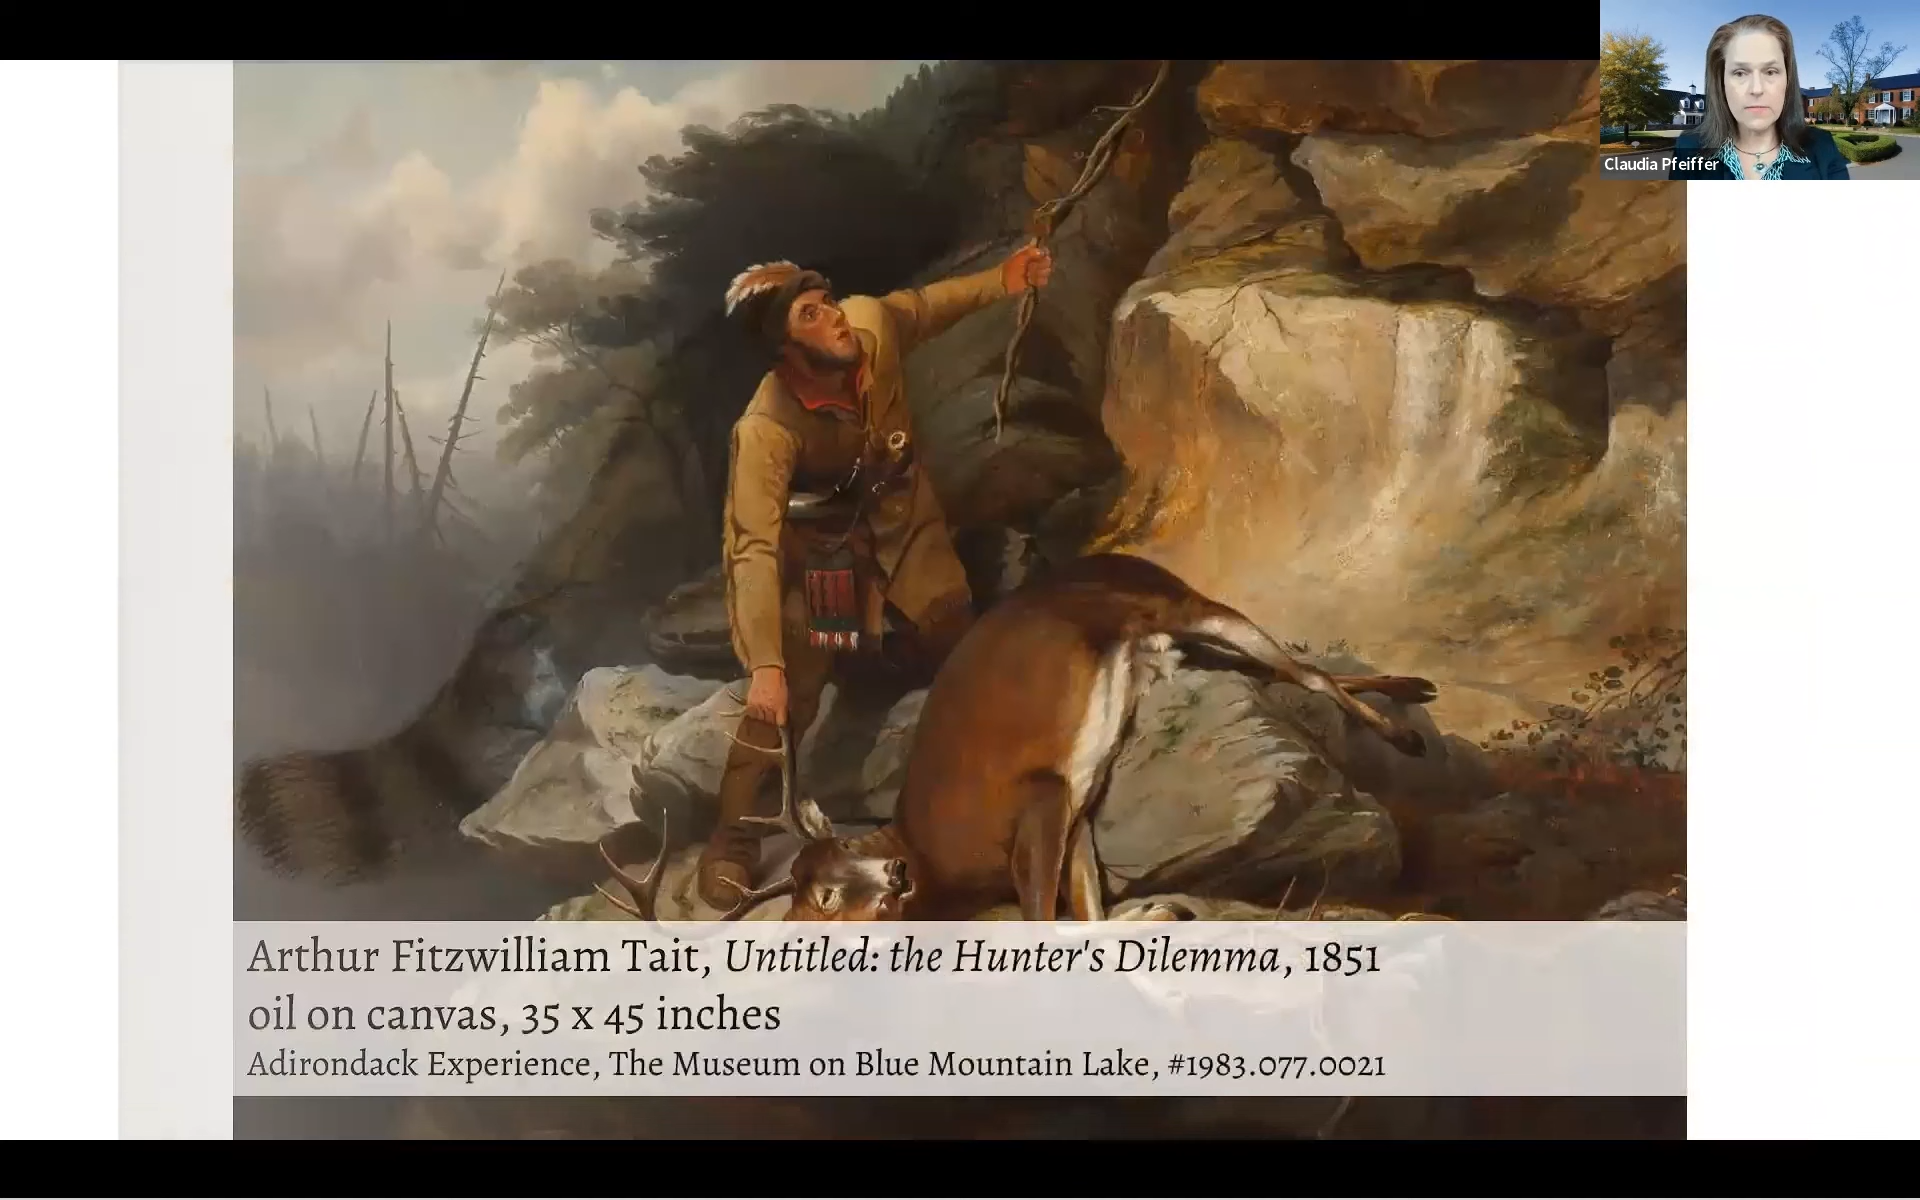 Claudia Pfeiffer
Arthur Fitzwilliam Tait, Untitled: the Hunter's Dilemma, 1851
oil on canvas, 35 x 45 inches
Adirondack Experience, The Museum on Blue Mountain Lake, #1983.077.0021